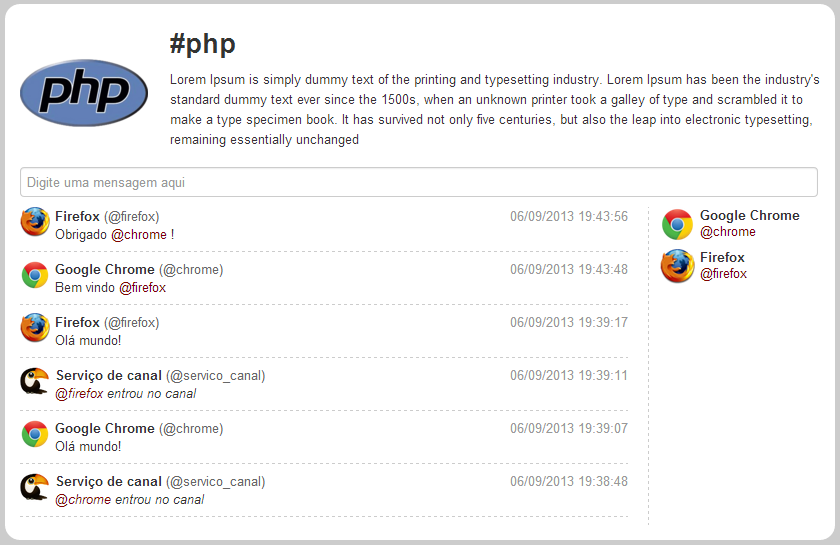 #php
php
Lorem Ipsum is simply dummy text of the printing and typesetting industry. Lorem Ipsum has been the industry's
standard dummy text ever since the 1500s, when an unknown printer took a galley of type and scrambled it to
make a type specimen book. It has survived not only five centuries, but also the leap into electronic typesetting,
remaining essentially unchanged
Digite uma mensagem aqui
Firefox (@firefox) 06/09/2013 19:43:56
Obrigado @chrome !
Google Chrome (@chrome) 06/09/2013 19:43:48
Bem vindo @firefox
Firefox (@firefox) 06/09/2013 19:39:17
Olá mundo!
Serviço de canal (@servico_canal) 06/09/2013 19:39:11
@firefox entrou no canal
Google Chrome (@chrome) 06/09/2013 19:39:07
Olá mundo!
Serviço de canal (@servico_canal) 06/09/2013 19:38:48
@chrome entrou no canal
Google Chrome
@chrome
Firefox
@firefox